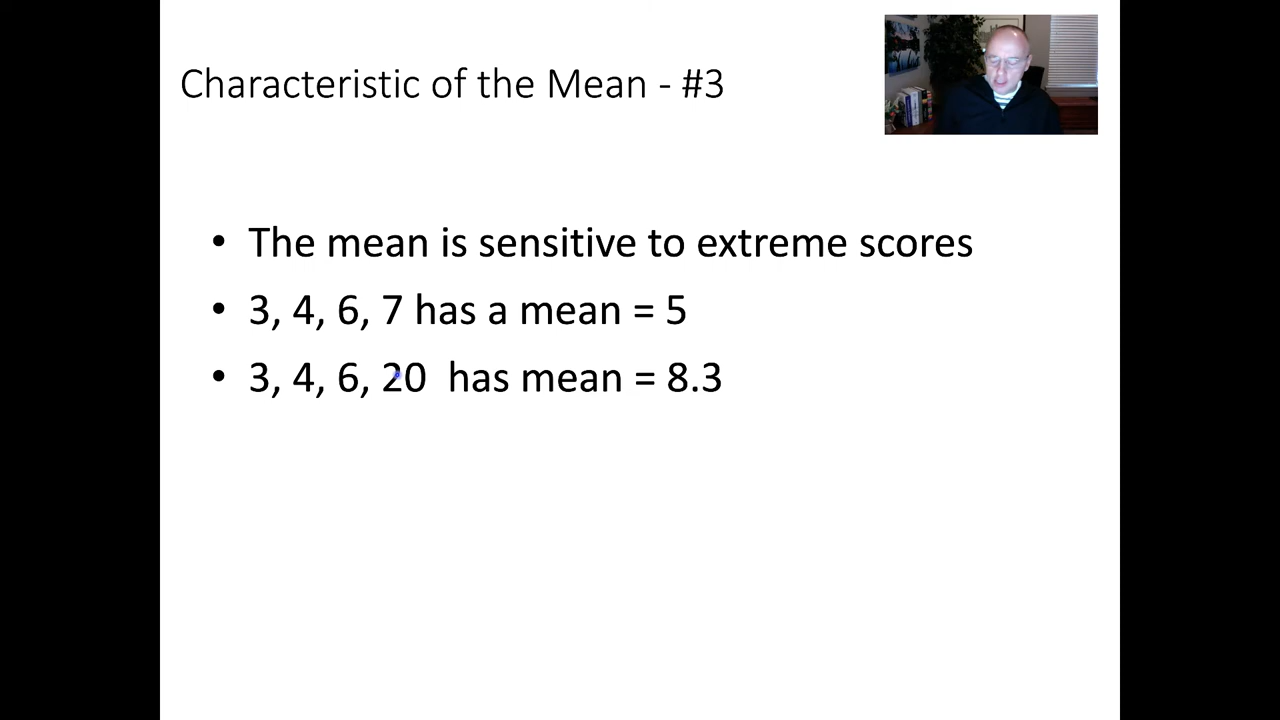 Characteristic of the Mean - #3
• The mean is sensitive to extreme scores
• 3, 4, 6, 7 has a mean = 5
• 3, 4, 6, 20 has mean = 8.3